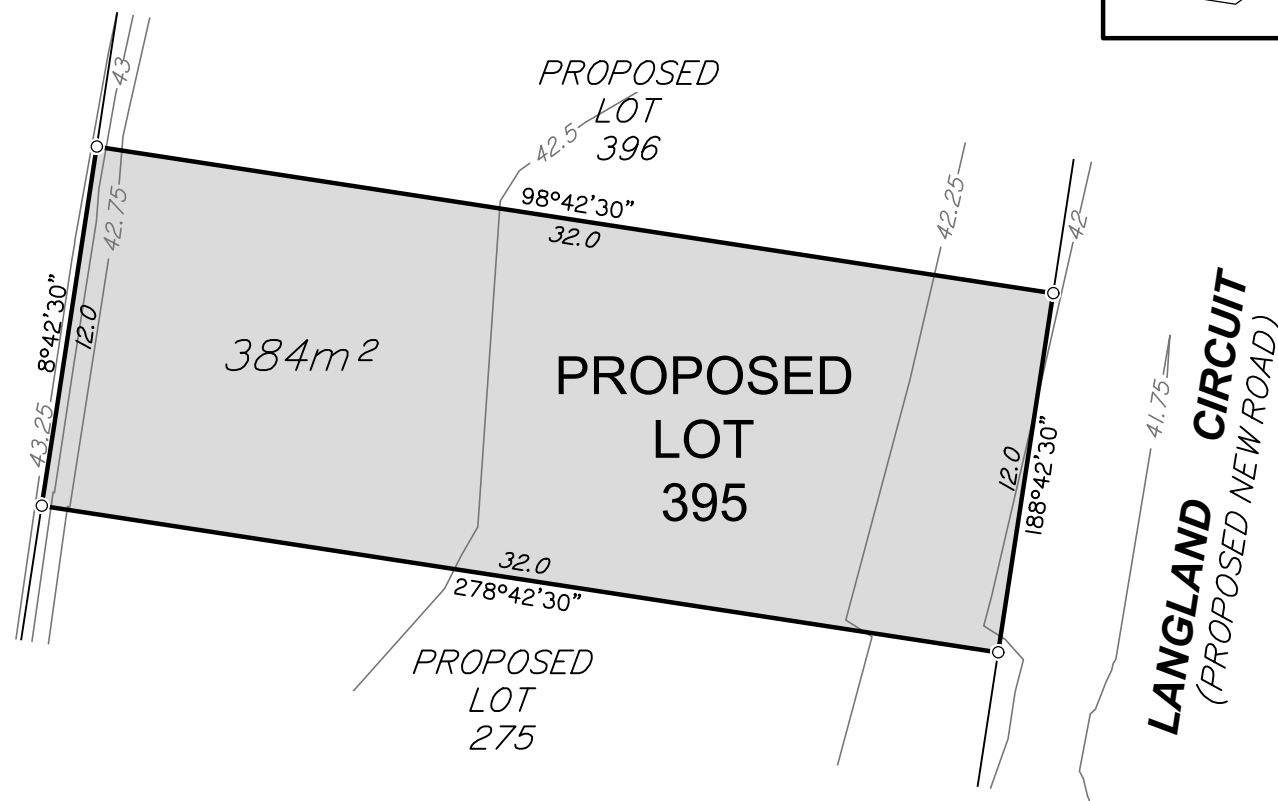 PROPOSED
LOT
396
43
42.5
42.75
42.25
42
98°42'30"
32.0
8°42'30"
12.0
384m²
PROPOSED
LOT
395
12.0
188°42'30"
43.25
41.75
LANGLAND CIRCUIT
(PROPOSED NEW ROAD)
32.0
278°42'30"
PROPOSED
LOT
275